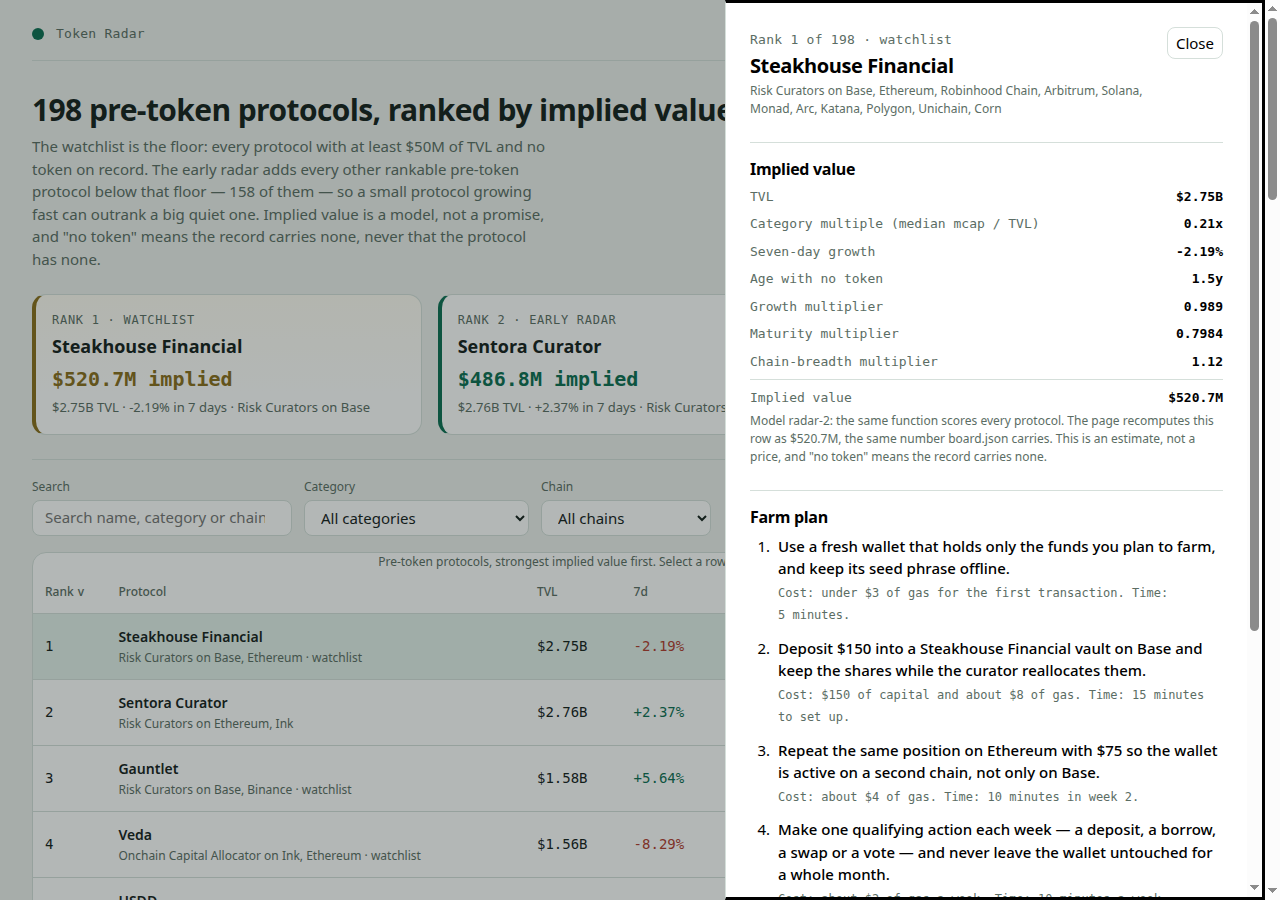 Token Radar
198 pre-token protocols, ranked by implied value
The watchlist is the floor: every protocol with at least $50M of TVL and no
token on record. The early radar adds every other rankable pre-token
protocol below that floor — 158 of them — so a small protocol growing
fast can outrank a big quiet one. Implied value is a model, not a promise,
and "no token" means the record carries none, never that the protocol
has none.
RANK 1 · WATCHLIST
Steakhouse Financial
$520.7M implied
$2.75B TVL · -2.19% in 7 days · Risk Curators on Base
RANK 2 · EARLY RADAR
Sentora Curator
$486.8M implied
$2.76B TVL · +2.37% in 7 days · Risk Curators
Search
Category
Chain
Search name, category or chain
All categories
All chains
Pre-token protocols, strongest implied value first. Select a row
Rank v
Protocol
TVL
7d
1
Steakhouse Financial
Risk Curators on Base, Ethereum · watchlist
$2.75B
-2.19%
2
Sentora Curator
Risk Curators on Ethereum, Ink
$2.76B
+2.37%
3
Gauntlet
Risk Curators on Base, Binance · watchlist
$1.58B
+5.64%
4
Veda
Onchain Capital Allocator on Ink, Ethereum · watchlist
$1.56B
-8.29%
Rank 1 of 198 · watchlist
Close
Steakhouse Financial
Risk Curators on Base, Ethereum, Robinhood Chain, Arbitrum, Solana,
Monad, Arc, Katana, Polygon, Unichain, Corn
Implied value
TVL
$2.75B
Category multiple (median mcap / TVL)
0.21x
Seven-day growth
-2.19%
Age with no token
1.5y
Growth multiplier
0.989
Maturity multiplier
0.7984
Chain-breadth multiplier
1.12
Implied value
$520.7M
Model radar-2: the same function scores every protocol. The page recomputes this
row as $520.7M, the same number board.json carries. This is an estimate, not a
price, and "no token" means the record carries none.
Farm plan
1. Use a fresh wallet that holds only the funds you plan to farm,
and keep its seed phrase offline.
Cost: under $3 of gas for the first transaction. Time:
5 minutes.
2. Deposit $150 into a Steakhouse Financial vault on Base and
keep the shares while the curator reallocates them.
Cost: $150 of capital and about $8 of gas. Time: 15 minutes
to set up.
3. Repeat the same position on Ethereum with $75 so the wallet
is active on a second chain, not only on Base.
Cost: about $4 of gas. Time: 10 minutes in week 2.
4. Make one qualifying action each week — a deposit, a borrow,
a swap or a vote — and never leave the wallet untouched for
a whole month.